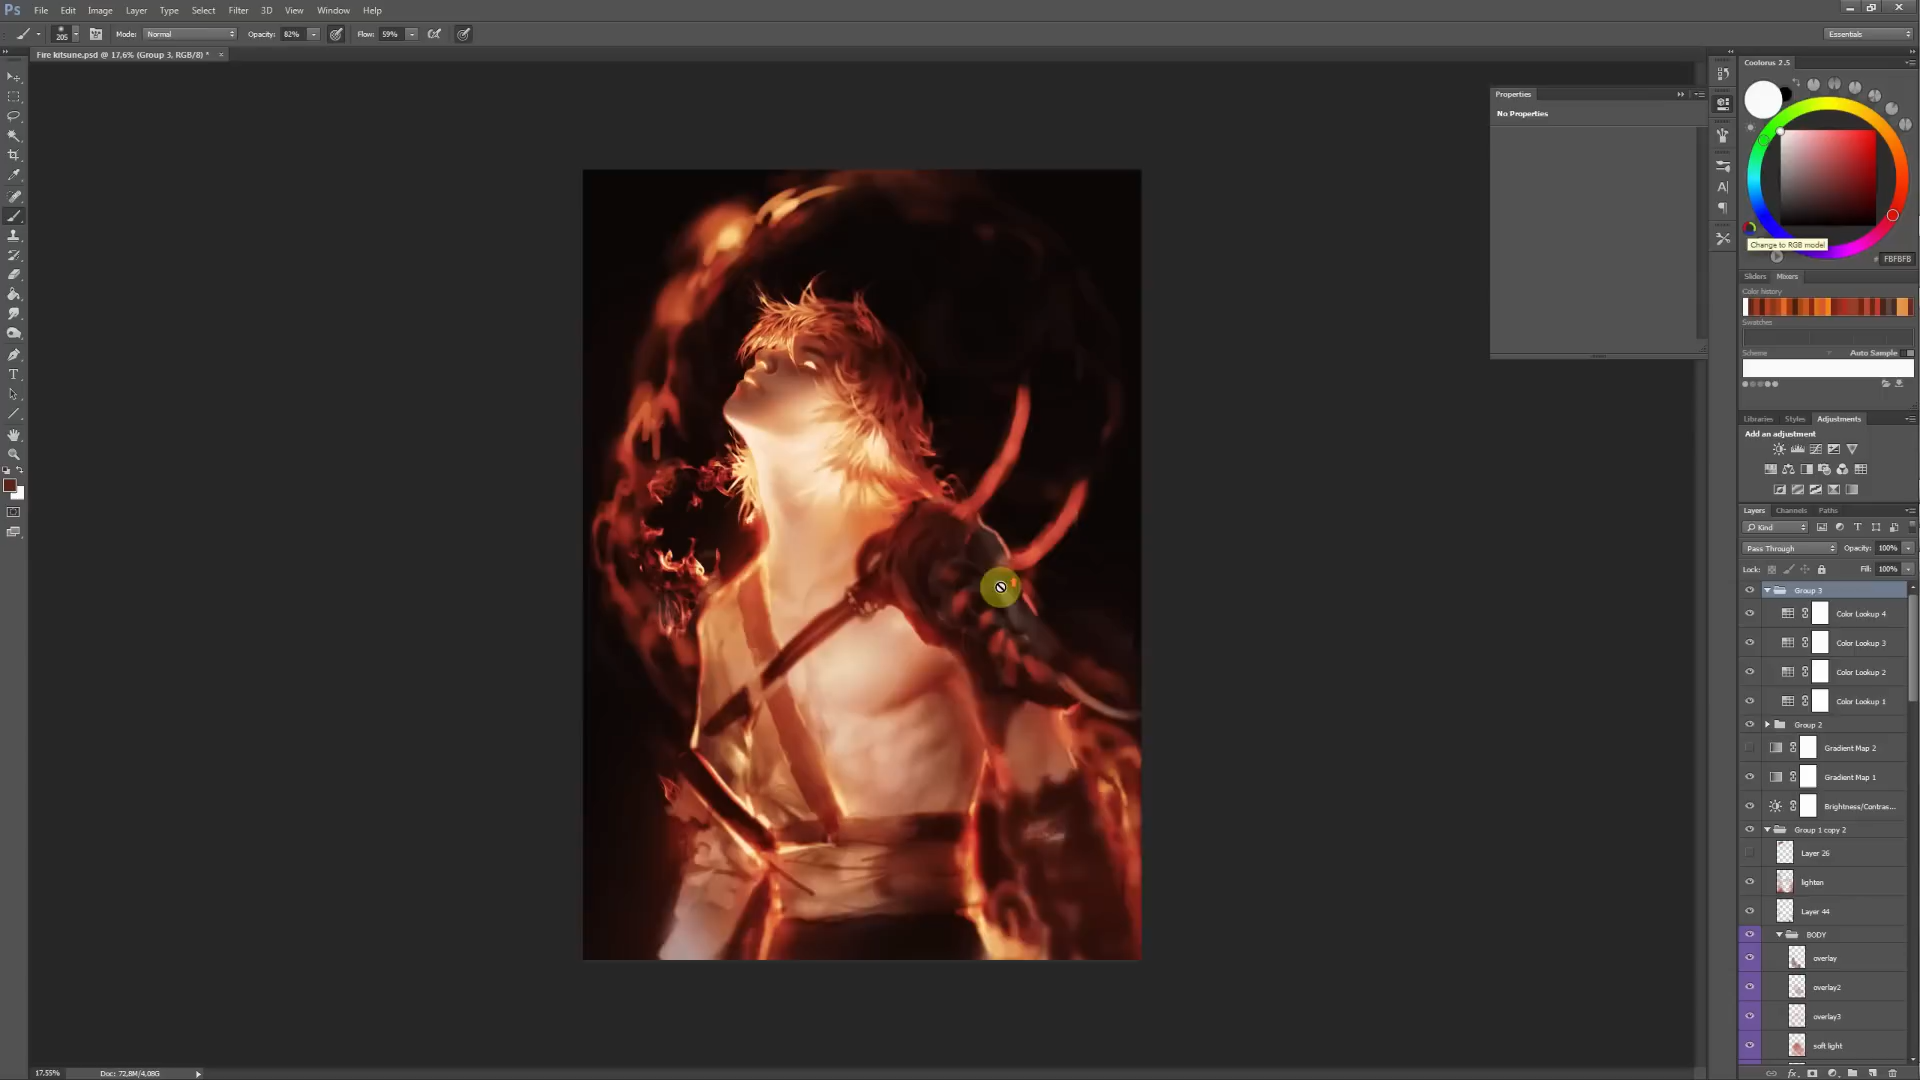 Ps File Edit Image Layer Type Select Filter 3D View Window Help
205 Mode: Normal Opacity: 82% Flow: 59% Essentials
Fire kitsune.psd @ 17,6% (Group 3, RGB/8) * ×
Coolorus 2.5
Properties
No Properties
Change to RGB model
# FBFBFB
Sliders Mixers
Color history
Swatches
Scheme Auto Sample
Libraries Styles Adjustments
Add an adjustment
Layers Channels Paths
Kind
Pass Through Opacity: 100%
Lock: Fill: 100%
Group 3
Color Lookup 4
Color Lookup 3
Color Lookup 2
Color Lookup 1
Group 2
Gradient Map 2
Gradient Map 1
Brightness/Contras...
Group 1 copy 2
Layer 26
lighten
Layer 44
BODY
overlay
overlay2
overlay3
soft light
17.55% Doc: 72,8M/4,08G